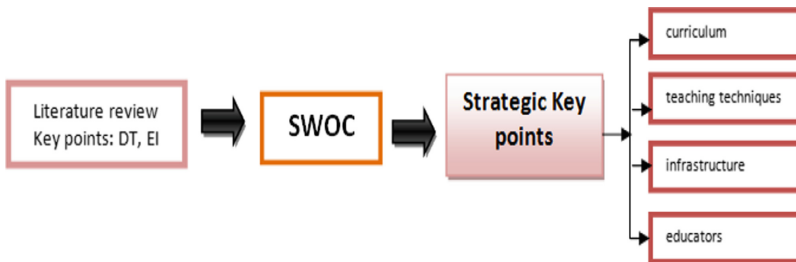 Literature review
Key points: DT, EI
SWOC
Strategic Key
points
curriculum
teaching techniques
infrastructure
educators